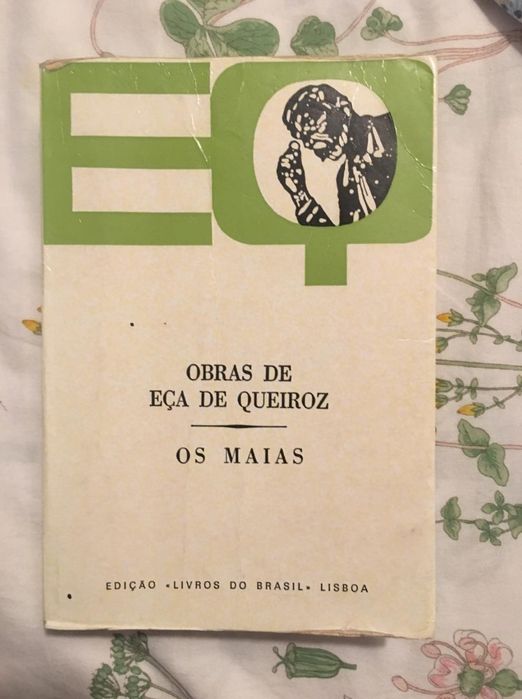 EQ
OBRAS DE
EÇA DE QUEIROZ
OS MAIAS
EDIÇÃO «LIVROS DO BRASIL» LISBOA